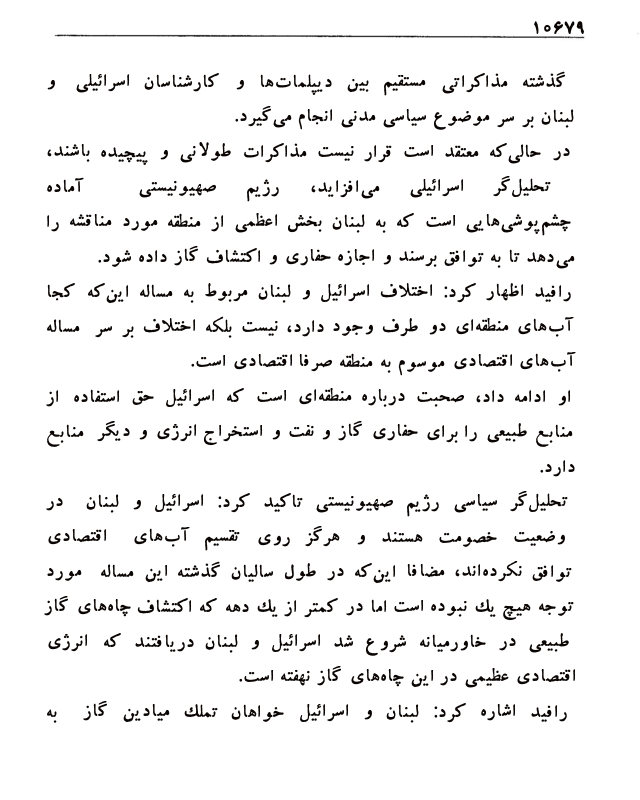 ۱۰۶۷۹
گذشته مذاکراتی مستقیم بین دیپلمات‌ها و کارشناسان اسرائیلی و
لبنان بر سر موضوع سیاسی مدنی انجام می‌گیرد.
در حالی‌که معتقد است قرار نیست مذاکرات طولانی و پیچیده باشند،
تحلیل‌گر اسرائیلی می‌افزاید، رژیم صهیونیستی آماده
چشم‌پوشی‌هایی است که به لبنان بخش اعظمی از منطقه مورد مناقشه را
می‌دهد تا به توافق برسند و اجازه حفاری و اکتشاف گاز داده شود.
رافید اظهار کرد: اختلاف اسرائیل و لبنان مربوط به مساله این‌که کجا
آب‌های منطقه‌ای دو طرف وجود دارد، نیست بلکه اختلاف بر سر مساله
آب‌های اقتصادی موسوم به منطقه صرفا اقتصادی است.
او ادامه داد، صحبت درباره منطقه‌ای است که اسرائیل حق استفاده از
منابع طبیعی را برای حفاری گاز و نفت و استخراج انرژی و دیگر منابع
دارد.
تحلیل‌گر سیاسی رژیم صهیونیستی تاکید کرد: اسرائیل و لبنان در
وضعیت خصومت هستند و هرگز روی تقسیم آب‌های اقتصادی
توافق نکرده‌اند، مضافا این‌که در طول سالیان گذشته این مساله مورد
توجه هیچ یك نبوده است اما در کمتر از یك دهه که اکتشاف چاه‌های گاز
طبیعی در خاورمیانه شروع شد اسرائیل و لبنان دریافتند که انرژی
اقتصادی عظیمی در این چاه‌های گاز نهفته است.
رافید اشاره کرد: لبنان و اسرائیل خواهان تملك میادین گاز به